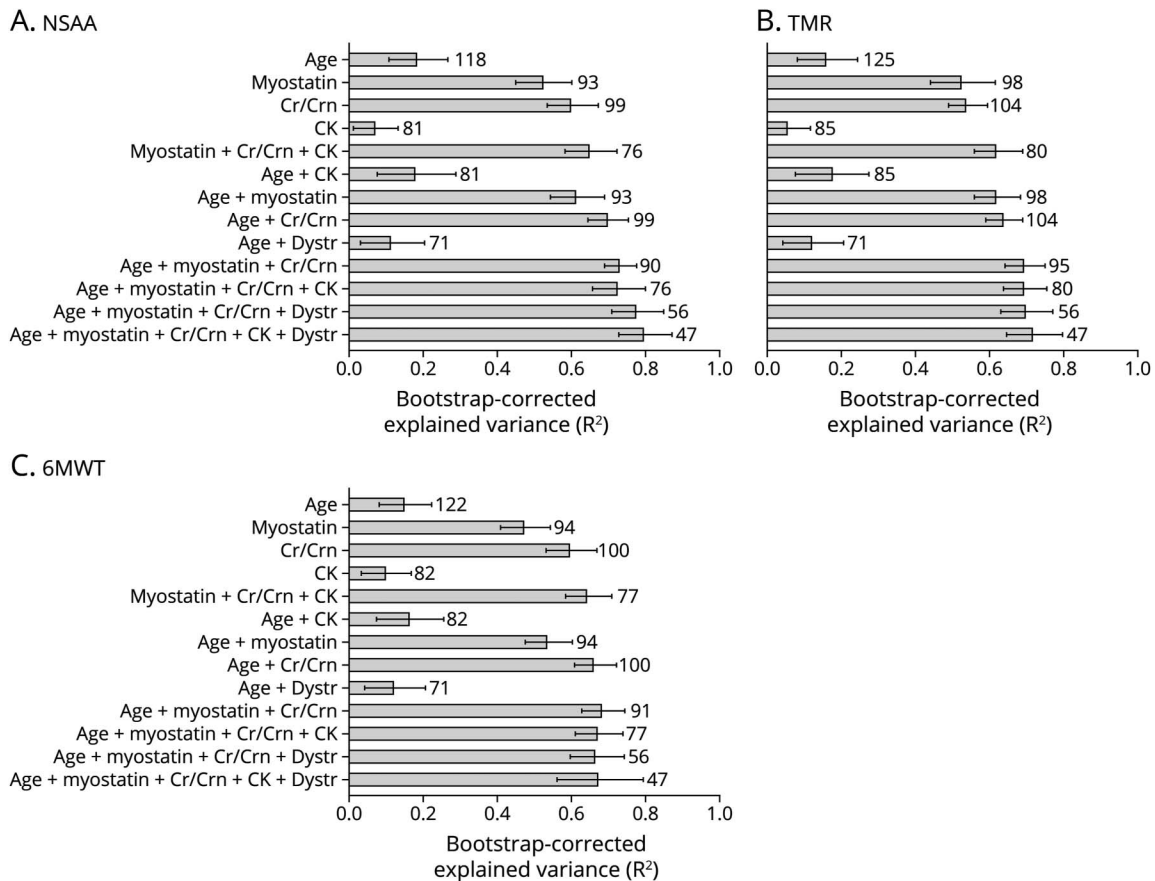 A. NSAA
Age
118
Myostatin
93
Cr/Crn
99
CK
81
Myostatin + Cr/Crn + CK
76
Age + CK
81
Age + myostatin
93
Age + Cr/Crn
99
Age + Dystr
71
Age + myostatin + Cr/Crn
90
Age + myostatin + Cr/Crn + CK
76
Age + myostatin + Cr/Crn + Dystr
56
Age + myostatin + Cr/Crn + CK + Dystr
47
0.0 0.2 0.4 0.6 0.8 1.0
Bootstrap-corrected
explained variance (R²)
B. TMR
125
98
104
85
80
85
98
104
71
95
80
56
47
0.0 0.2 0.4 0.6 0.8 1.0
Bootstrap-corrected
explained variance (R²)
C. 6MWT
Age
122
Myostatin
94
Cr/Crn
100
CK
82
Myostatin + Cr/Crn + CK
77
Age + CK
82
Age + myostatin
94
Age + Cr/Crn
100
Age + Dystr
71
Age + myostatin + Cr/Crn
91
Age + myostatin + Cr/Crn + CK
77
Age + myostatin + Cr/Crn + Dystr
56
Age + myostatin + Cr/Crn + CK + Dystr
47
0.0 0.2 0.4 0.6 0.8 1.0
Bootstrap-corrected
explained variance (R²)